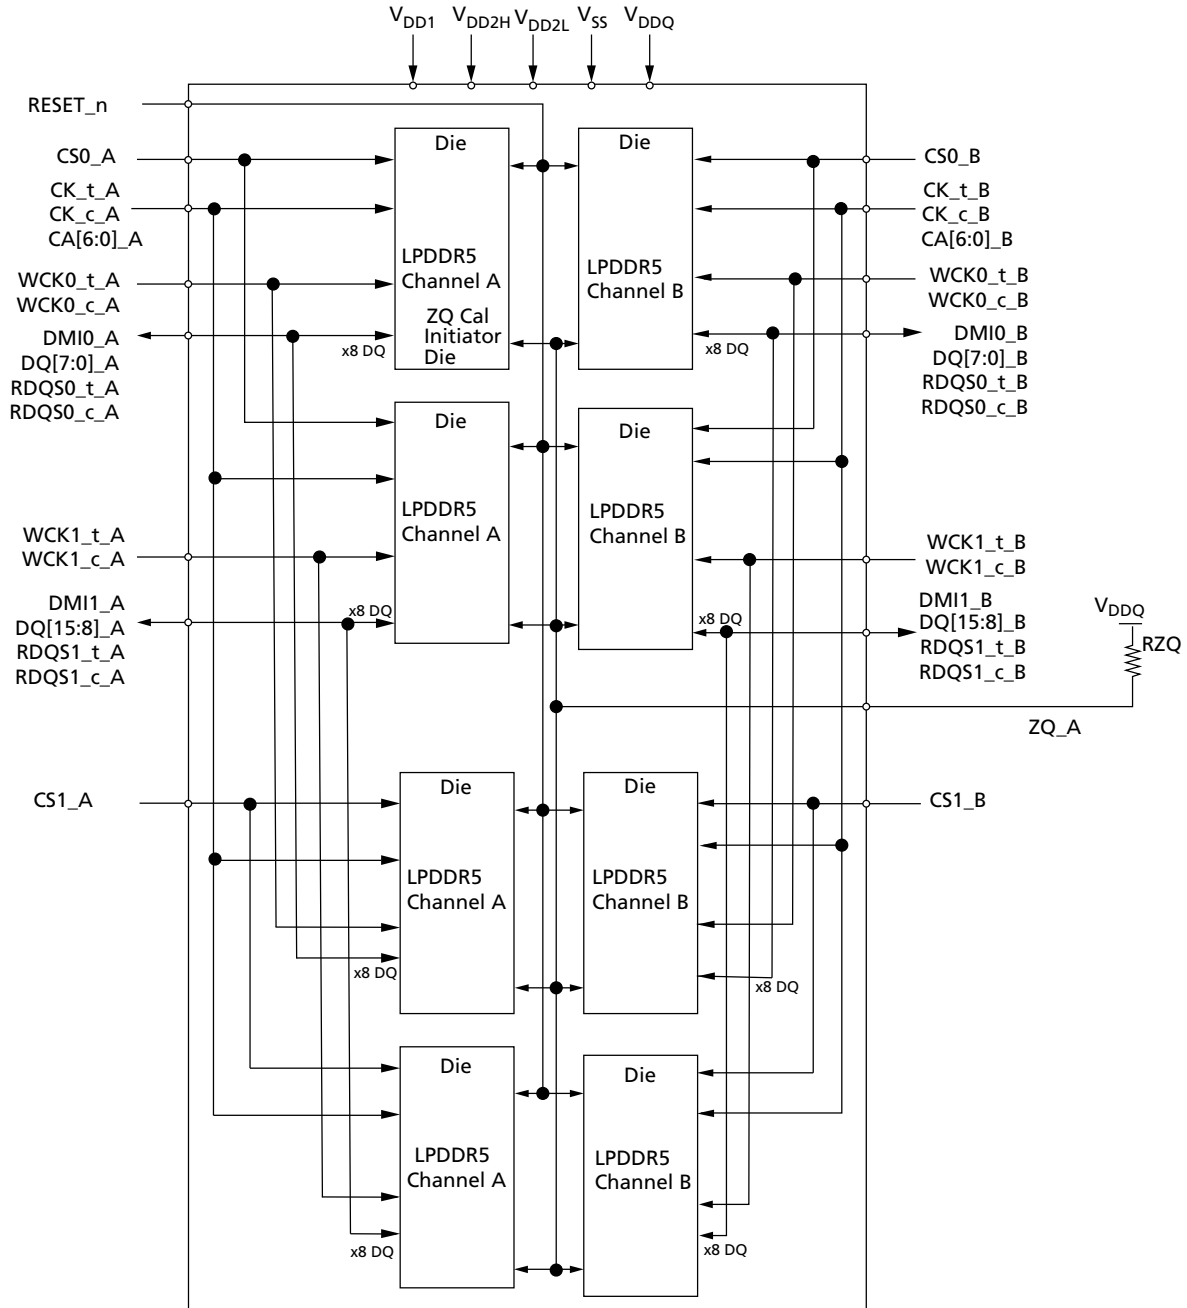 VDD1 VDD2H VDD2L VSS VDDQ
RESET_n
CS0_A
CK_t_A
CK_c_A
CA[6:0]_A
WCK0_t_A
WCK0_c_A
DMI0_A
DQ[7:0]_A
RDQS0_t_A
RDQS0_c_A
WCK1_t_A
WCK1_c_A
DMI1_A
DQ[15:8]_A
RDQS1_t_A
RDQS1_c_A
CS1_A
Die
LPDDR5
Channel A
ZQ Cal
Initiator
Die
x8 DQ
Die
LPDDR5
Channel B
x8 DQ
Die
LPDDR5
Channel A
x8 DQ
Die
LPDDR5
Channel B
x8 DQ
Die
LPDDR5
Channel A
x8 DQ
Die
LPDDR5
Channel B
x8 DQ
Die
LPDDR5
Channel A
x8 DQ
Die
LPDDR5
Channel B
x8 DQ
CS0_B
CK_t_B
CK_c_B
CA[6:0]_B
WCK0_t_B
WCK0_c_B
DMI0_B
DQ[7:0]_B
RDQS0_t_B
RDQS0_c_B
WCK1_t_B
WCK1_c_B
DMI1_B
DQ[15:8]_B
RDQS1_t_B
RDQS1_c_B
VDDQ
RZQ
ZQ_A
CS1_B